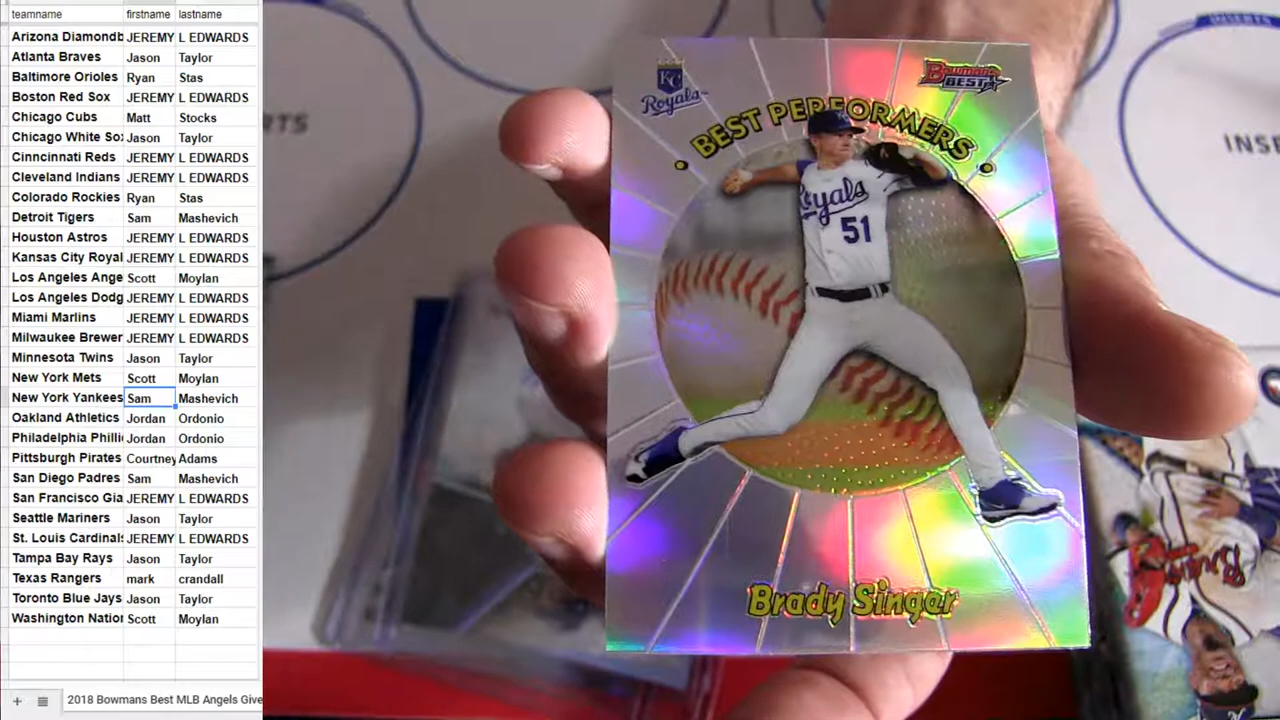 teamname firstname lastname
Arizona Diamondb JEREMY L EDWARDS
Atlanta Braves Jason Taylor
Baltimore Orioles Ryan Stas
Boston Red Sox JEREMY L EDWARDS
Chicago Cubs Matt Stocks
Chicago White Sox Jason Taylor
Cinncinnati Reds JEREMY L EDWARDS
Cleveland Indians JEREMY L EDWARDS
Colorado Rockies Ryan Stas
Detroit Tigers Sam Mashevich
Houston Astros JEREMY L EDWARDS
Kansas City Royal JEREMY L EDWARDS
Los Angeles Ange Scott Moylan
Los Angeles Dodg JEREMY L EDWARDS
Miami Marlins JEREMY L EDWARDS
Milwaukee Brewer JEREMY L EDWARDS
Minnesota Twins Jason Taylor
New York Mets Scott Moylan
New York Yankees Sam Mashevich
Oakland Athletics Jordan Ordonio
Philadelphia Philli Jordan Ordonio
Pittsburgh Pirates Courtney Adams
San Diego Padres Sam Mashevich
San Francisco Gia JEREMY L EDWARDS
Seattle Mariners Jason Taylor
St. Louis Cardinals JEREMY L EDWARDS
Tampa Bay Rays Jason Taylor
Texas Rangers mark crandall
Toronto Blue Jays Jason Taylor
Washington Nation Scott Moylan
2018 Bowmans Best MLB Angels Give
KC
Royals
BOWMAN'S
BEST
BEST PERFORMERS
Royals
51
Brady Singer
INSERTS
INSE
RTS